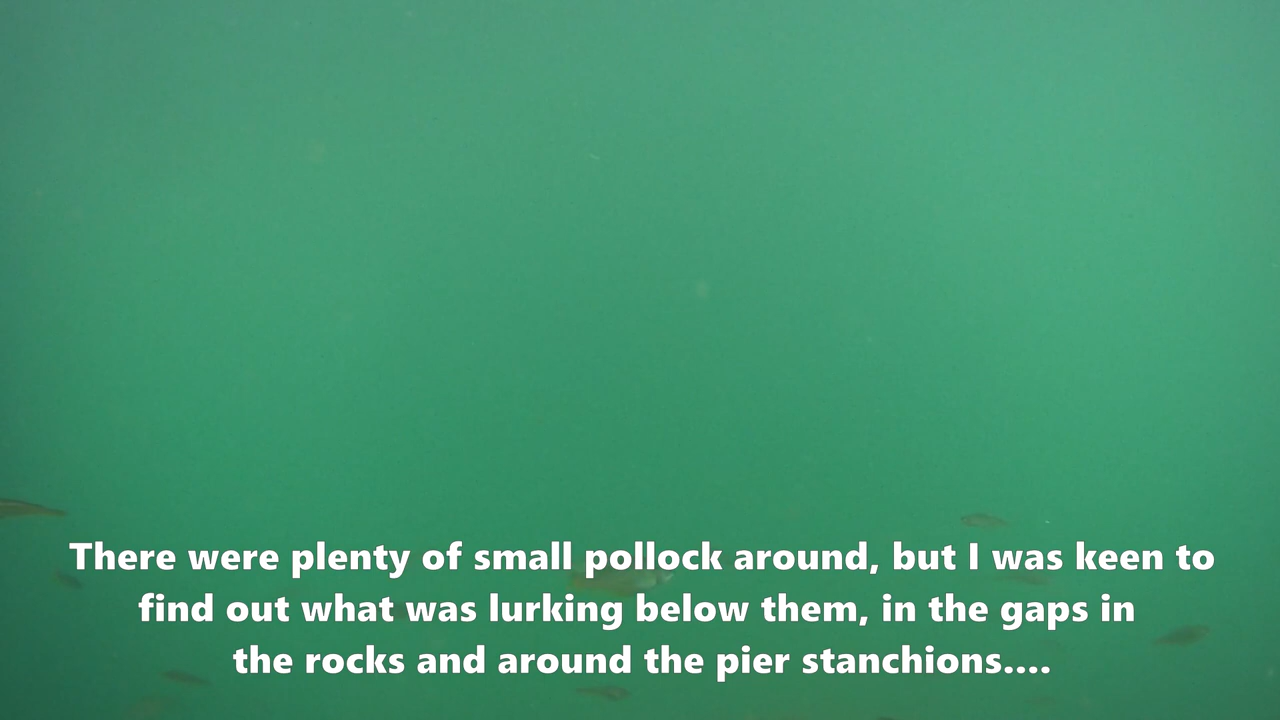 There were plenty of small pollock around, but I was keen to
find out what was lurking below them, in the gaps in
the rocks and around the pier stanchions....